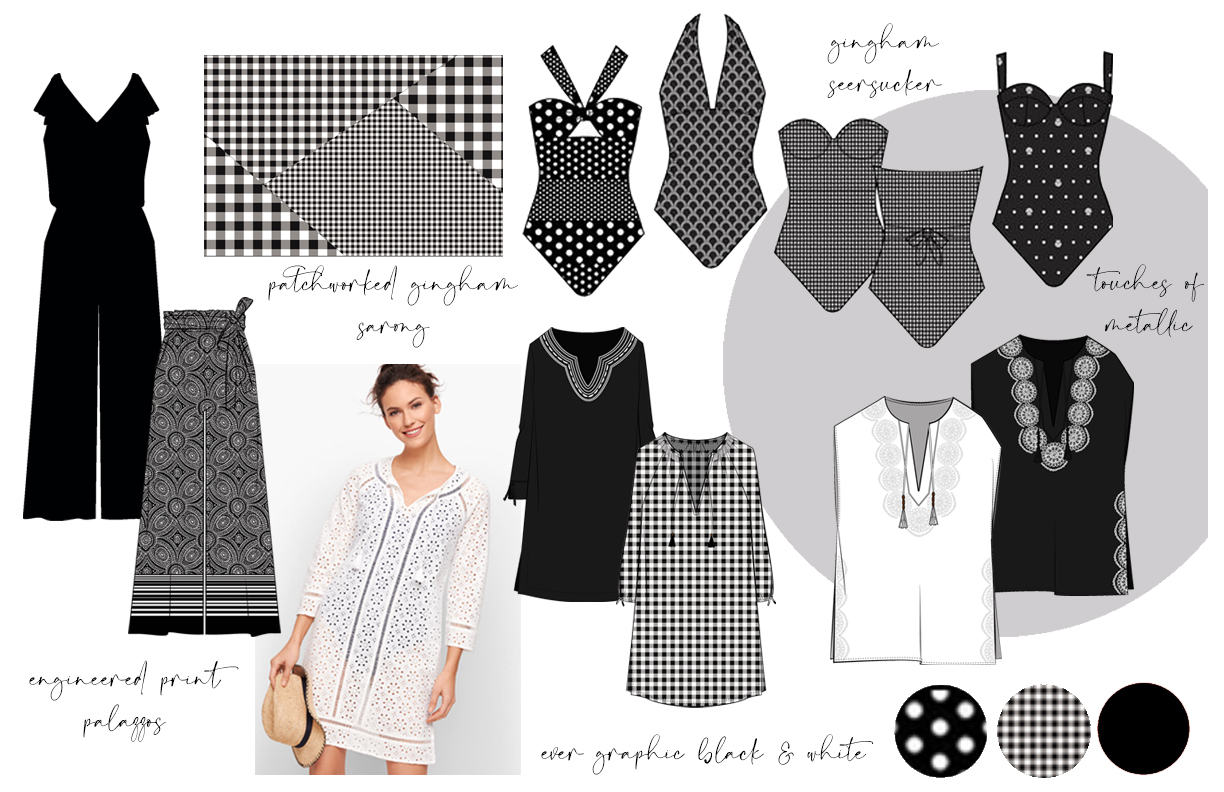 gingham
seersucker
patchworked gingham
sarong
touches of
metallic
engineered print
palazzos
ever graphic black & white